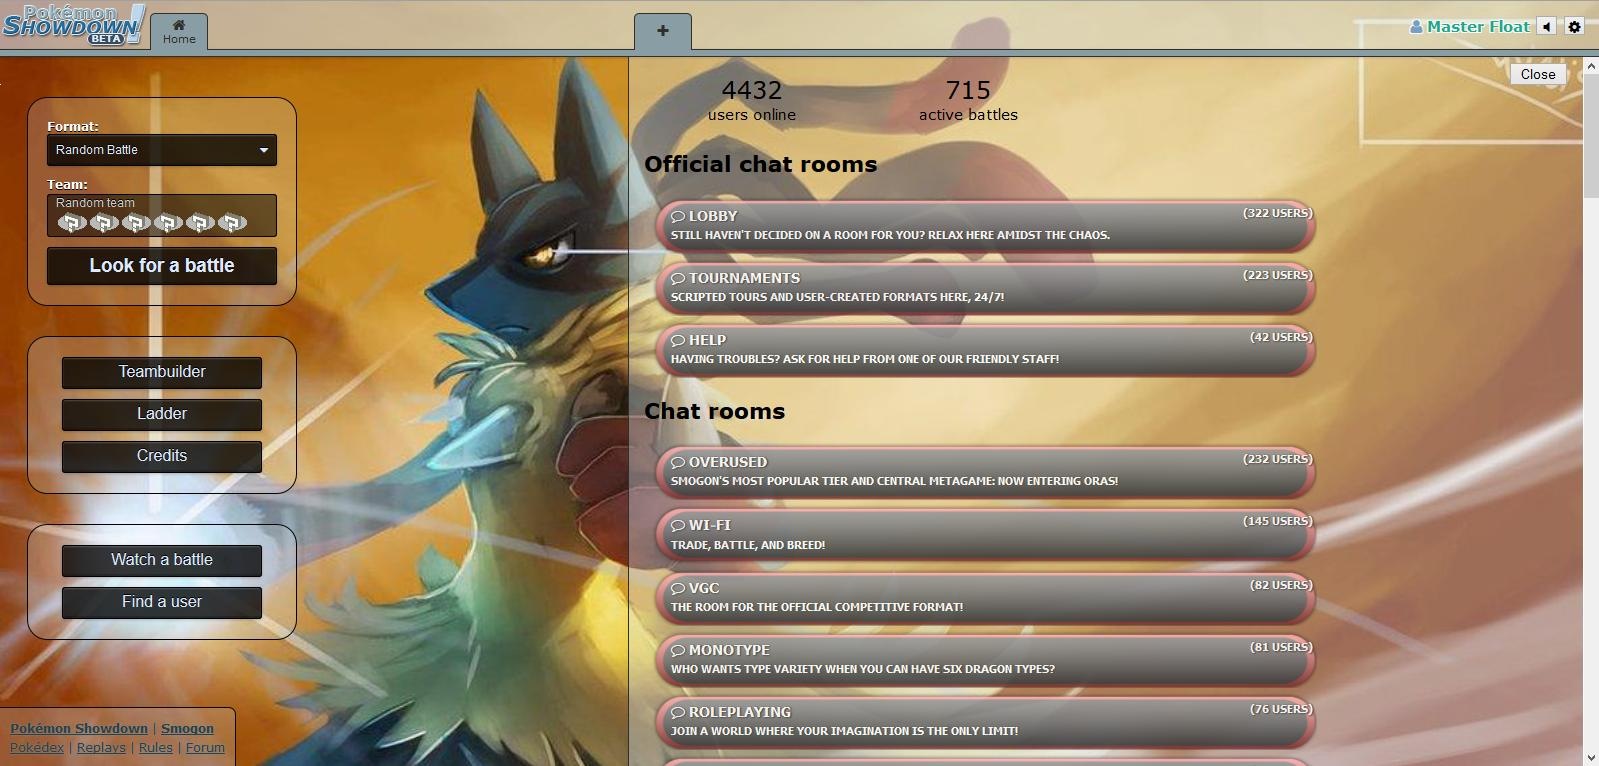 Pokémon
SHOWDOWN!
BETA
Home
+
Master Float
Close
Format:
Random Battle
Team:
Random team
? ? ? ? ? ?
Look for a battle
Teambuilder
Ladder
Credits
Watch a battle
Find a user
Pokémon Showdown | Smogon
Pokédex | Replays | Rules | Forum
4432
users online
715
active battles
Official chat rooms
LOBBY (322 USERS)
STILL HAVEN'T DECIDED ON A ROOM FOR YOU? RELAX HERE AMIDST THE CHAOS.
TOURNAMENTS (223 USERS)
SCRIPTED TOURS AND USER-CREATED FORMATS HERE, 24/7!
HELP (42 USERS)
HAVING TROUBLES? ASK FOR HELP FROM ONE OF OUR FRIENDLY STAFF!
Chat rooms
OVERUSED (232 USERS)
SMOGON'S MOST POPULAR TIER AND CENTRAL METAGAME: NOW ENTERING ORAS!
WI-FI (145 USERS)
TRADE, BATTLE, AND BREED!
VGC (82 USERS)
THE ROOM FOR THE OFFICIAL COMPETITIVE FORMAT!
MONOTYPE (81 USERS)
WHO WANTS TYPE VARIETY WHEN YOU CAN HAVE SIX DRAGON TYPES?
ROLEPLAYING (76 USERS)
JOIN A WORLD WHERE YOUR IMAGINATION IS THE ONLY LIMIT!